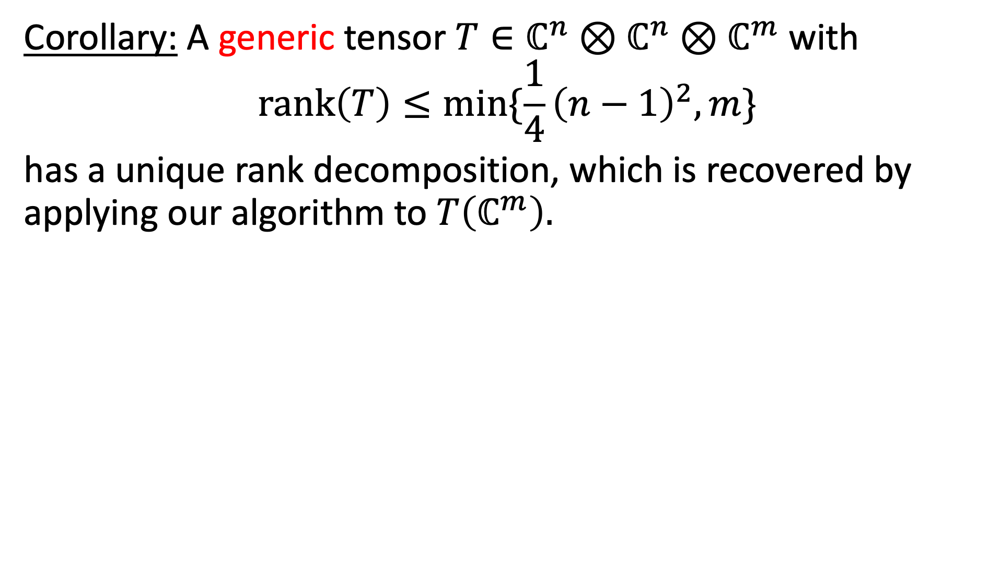 Corollary: A generic tensor 𝑇 ∈ ℂⁿ ⊗ ℂⁿ ⊗ ℂᵐ with
rank(𝑇) ≤ min{1/4 (𝑛 − 1)², 𝑚}
has a unique rank decomposition, which is recovered by
applying our algorithm to 𝑇(ℂᵐ).